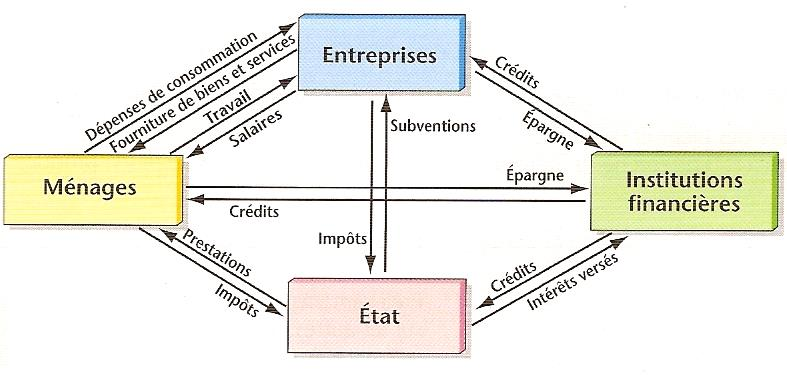 Entreprises
Dépenses de consommation
Fourniture de biens et services
Travail
Salaires
Crédits
Épargne
Subventions
Ménages
Épargne
Crédits
Institutions
financières
Impôts
Prestations
Impôts
Crédits
Intérêts versés
État